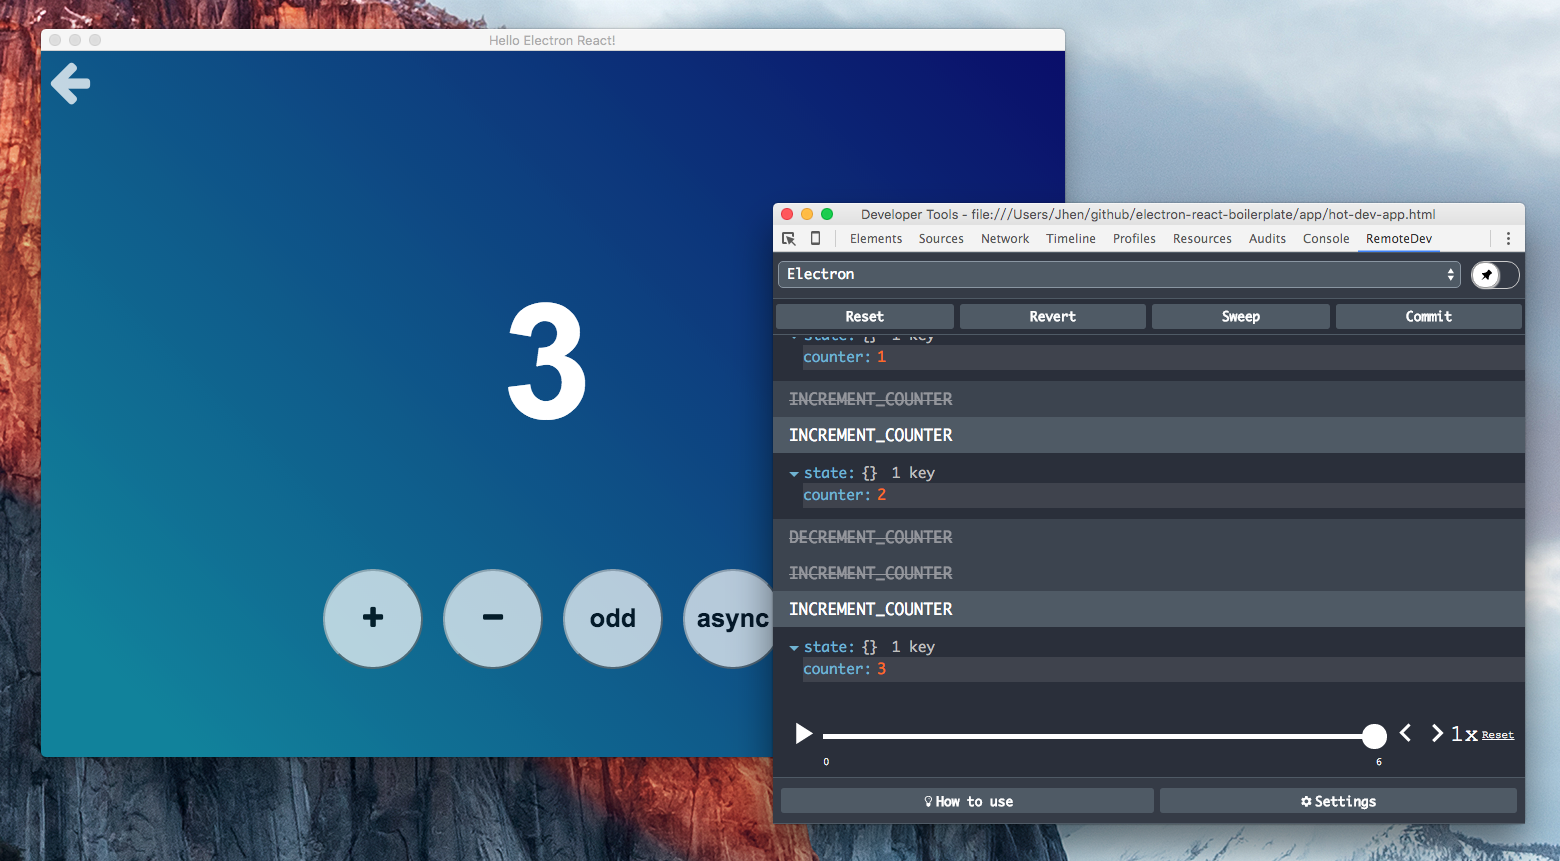 Hello Electron React!
3
+
−
odd
async
Developer Tools - file:///Users/Jhen/github/electron-react-boilerplate/app/hot-dev-app.html
Elements Sources Network Timeline Profiles Resources Audits Console RemoteDev
Electron
Reset Revert Sweep Commit
state: {} 1 key
counter: 1
INCREMENT_COUNTER
INCREMENT_COUNTER
state: {} 1 key
counter: 2
DECREMENT_COUNTER
INCREMENT_COUNTER
INCREMENT_COUNTER
state: {} 1 key
counter: 3
1x Reset
0 6
How to use Settings